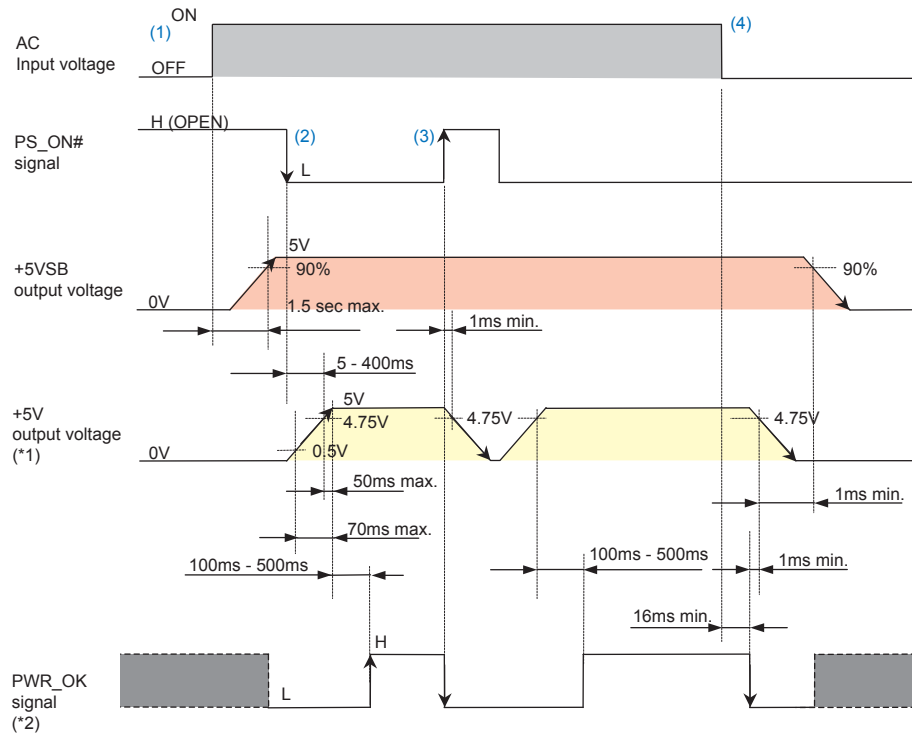 ON
(1)
(4)
AC
Input voltage
OFF
H (OPEN)
PS_ON#
signal
(2)
(3)
L
5V
90%
90%
+5VSB
output voltage
0V
1.5 sec max.
1ms min.
5 - 400ms
+5V
output voltage
(*1)
5V
4.75V
4.75V
4.75V
0.5V
0V
50ms max.
1ms min.
70ms max.
100ms - 500ms
100ms - 500ms
1ms min.
16ms min.
H
PWR_OK
signal
(*2)
L